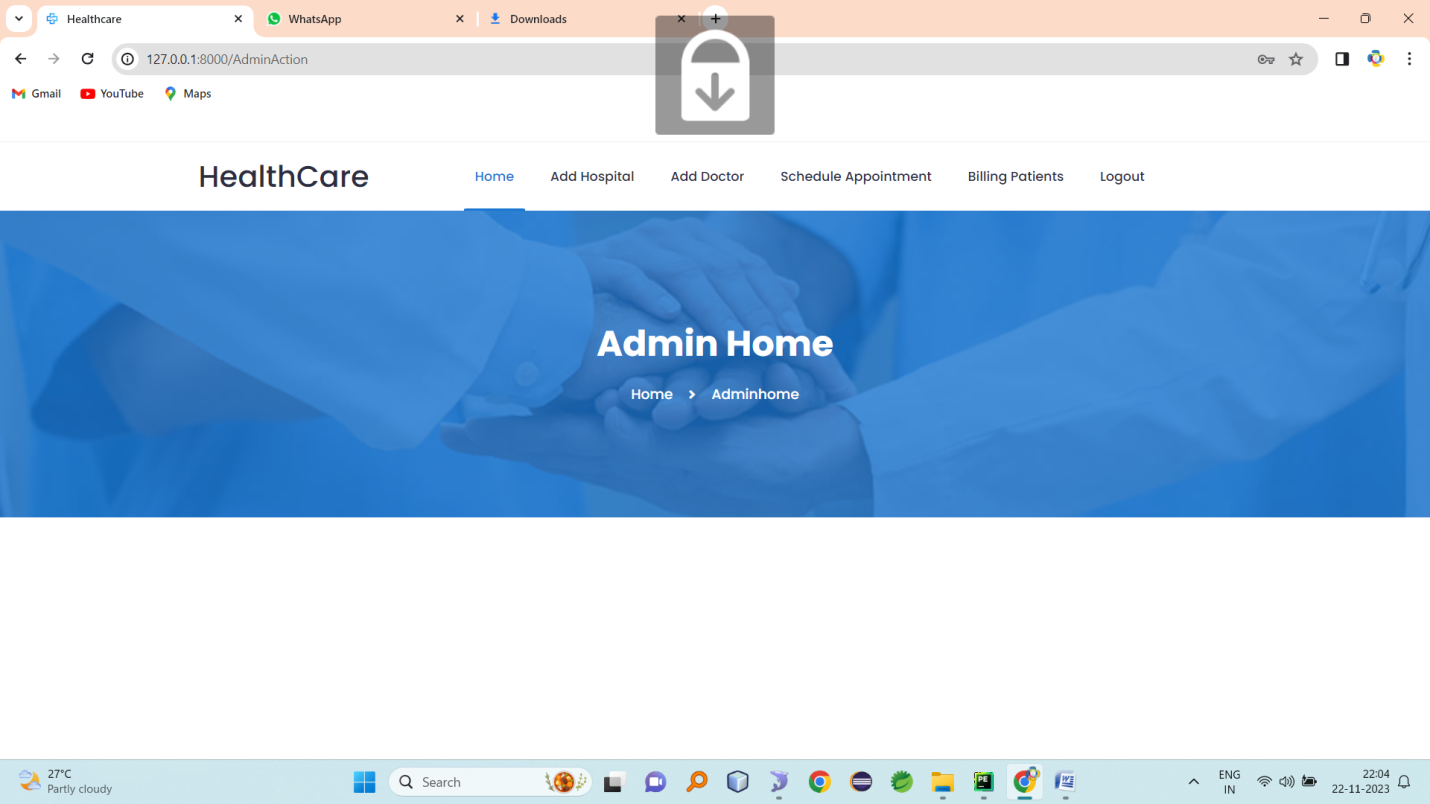 Healthcare
WhatsApp
Downloads
127.0.0.1:8000/AdminAction
Gmail YouTube Maps
HealthCare Home Add Hospital Add Doctor Schedule Appointment Billing Patients Logout
Admin Home
Home > Adminhome
27°C
Partly cloudy
Search
PE
W
ENG
IN
22:04
22-11-2023